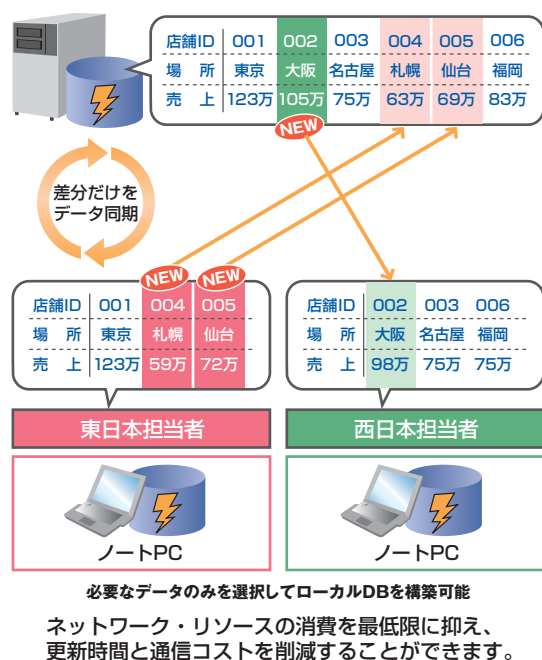 店舗ID 001 002 003 004 005 006
場 所 東京 大阪 名古屋 札幌 仙台 福岡
売 上 123万 105万 75万 63万 69万 83万
NEW
差分だけを
データ同期
NEW NEW
店舗ID 001 004 005
場 所 東京 札幌 仙台
売 上 123万 59万 72万
店舗ID 002 003 006
場 所 大阪 名古屋 福岡
売 上 98万 75万 75万
東日本担当者
西日本担当者
ノートPC
ノートPC
必要なデータのみを選択してローカルDBを構築可能
ネットワーク・リソースの消費を最低限に抑え、
更新時間と通信コストを削減することができます。